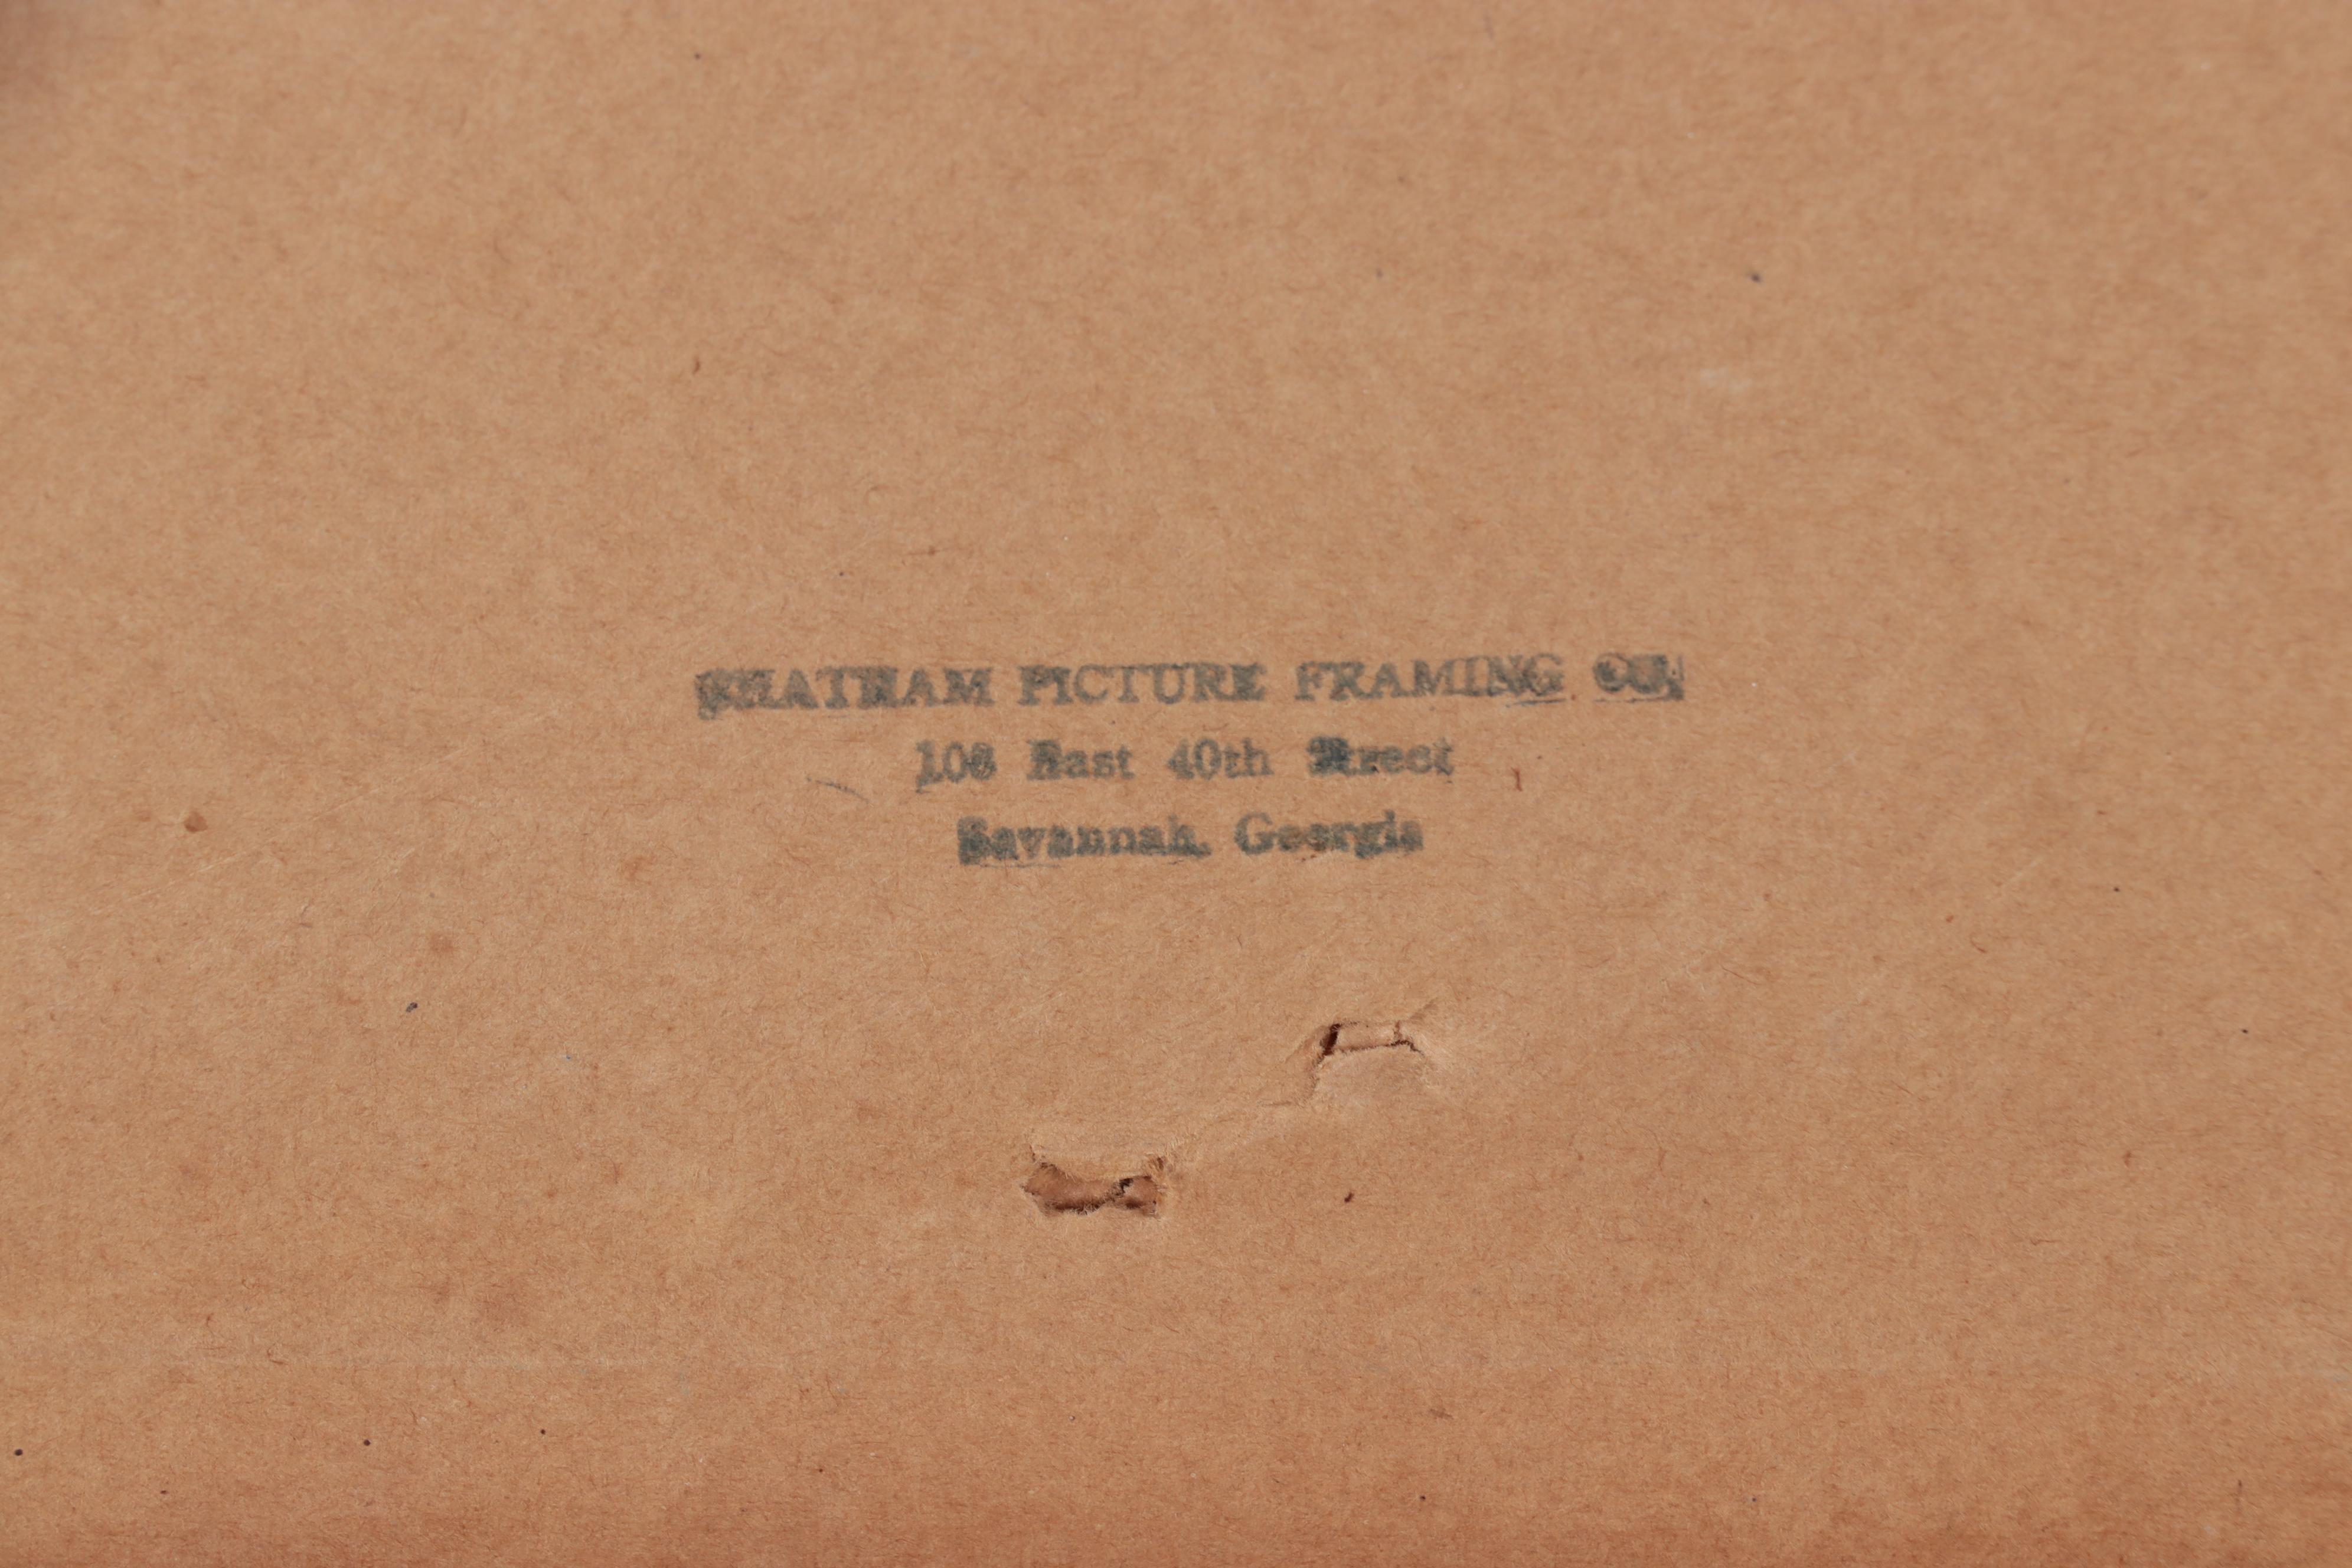 CHATHAM PICTURE FRAMING CO.
108 East 40th Street
Savannah, Georgia